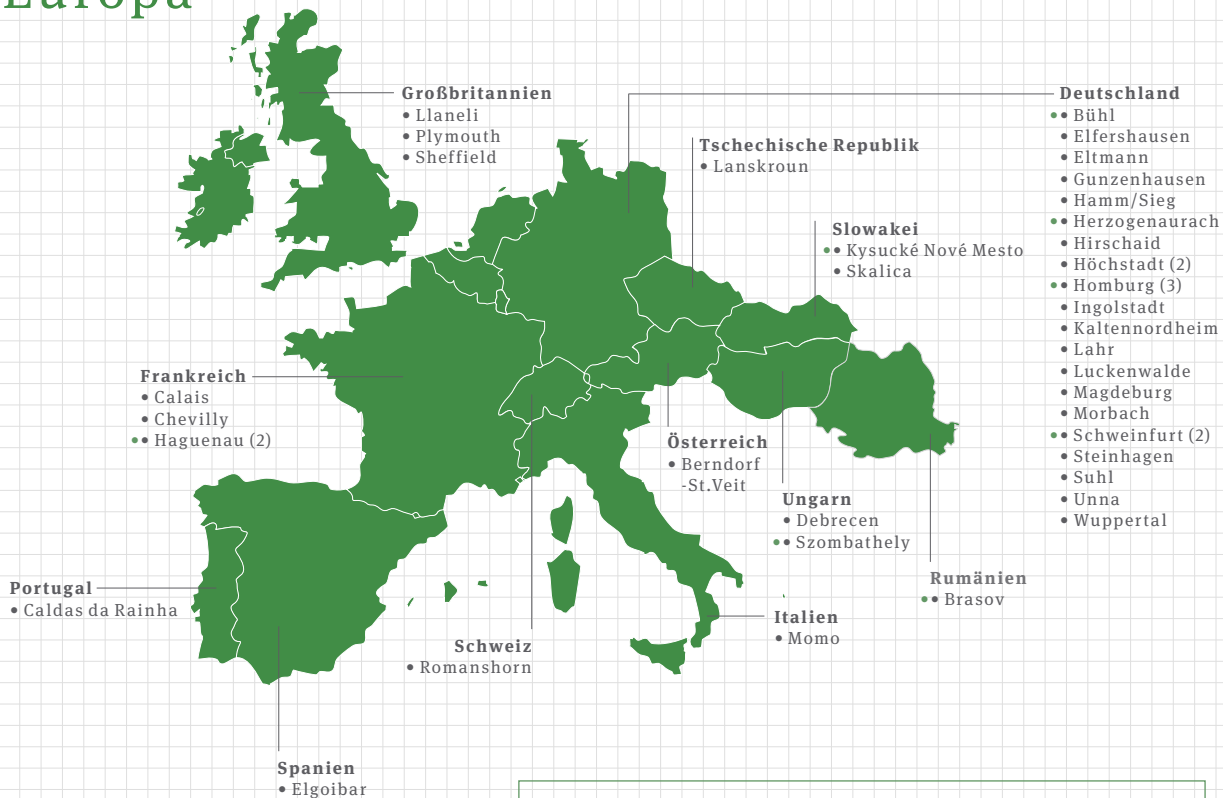 Europa
Großbritannien
• Llaneli
• Plymouth
• Sheffield
Tschechische Republik
• Lanskroun
Slowakei
•• Kysucké Nové Mesto
• Skalica
Deutschland
•• Bühl
• Elfershausen
• Eltmann
• Gunzenhausen
• Hamm/Sieg
•• Herzogenaurach
• Hirschaid
• Höchstadt (2)
•• Homburg (3)
• Ingolstadt
• Kaltennordheim
• Lahr
• Luckenwalde
• Magdeburg
• Morbach
•• Schweinfurt (2)
• Steinhagen
• Suhl
• Unna
• Wuppertal
Frankreich
• Calais
• Chevilly
•• Haguenau (2)
Österreich
• Berndorf
-St.Veit
Ungarn
• Debrecen
•• Szombathely
Rumänien
•• Brasov
Portugal
• Caldas da Rainha
Italien
• Momo
Schweiz
• Romanshorn
Spanien
• Elgoibar